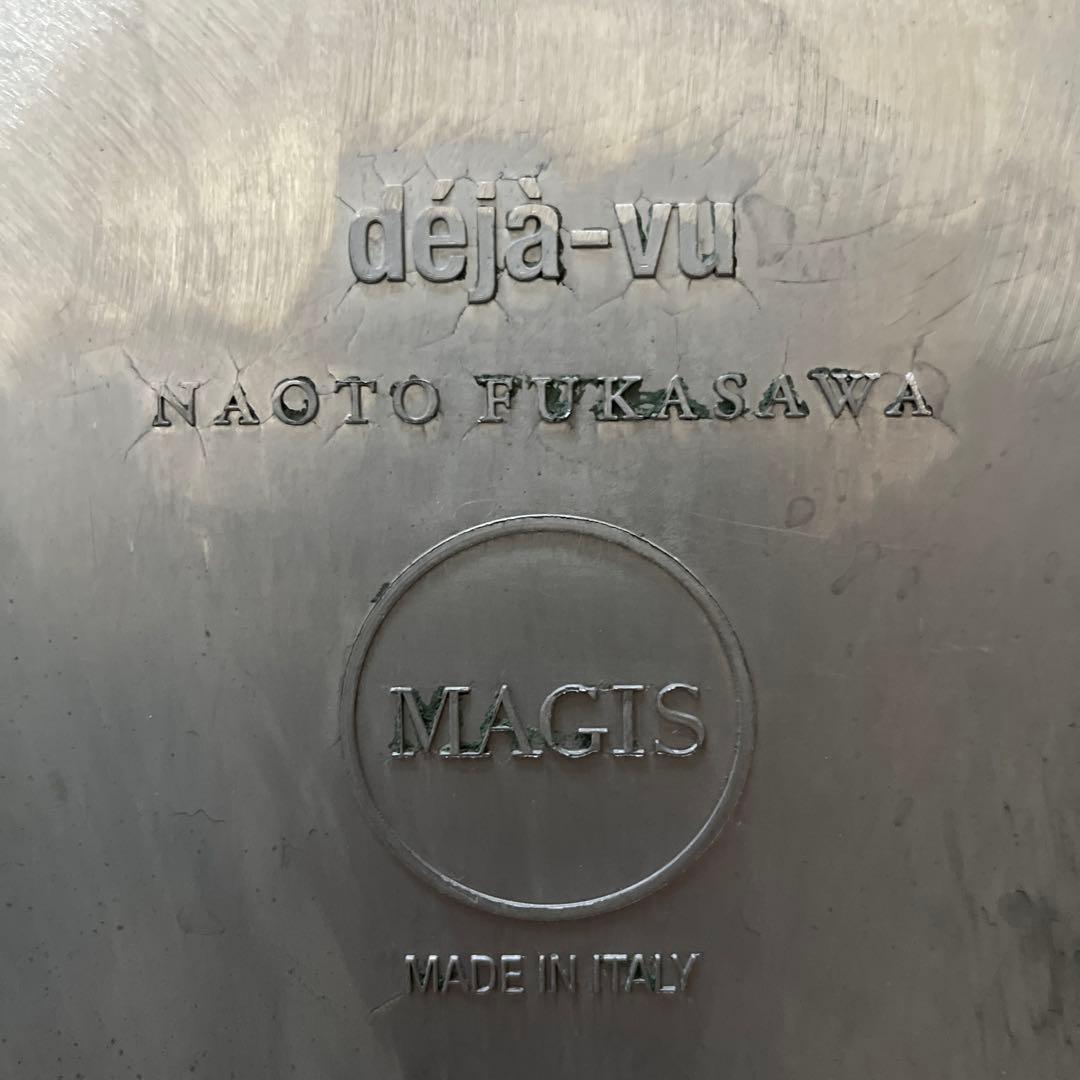 déjà-vu
NAOTO FUKASAWA
MAGIS
MADE IN ITALY